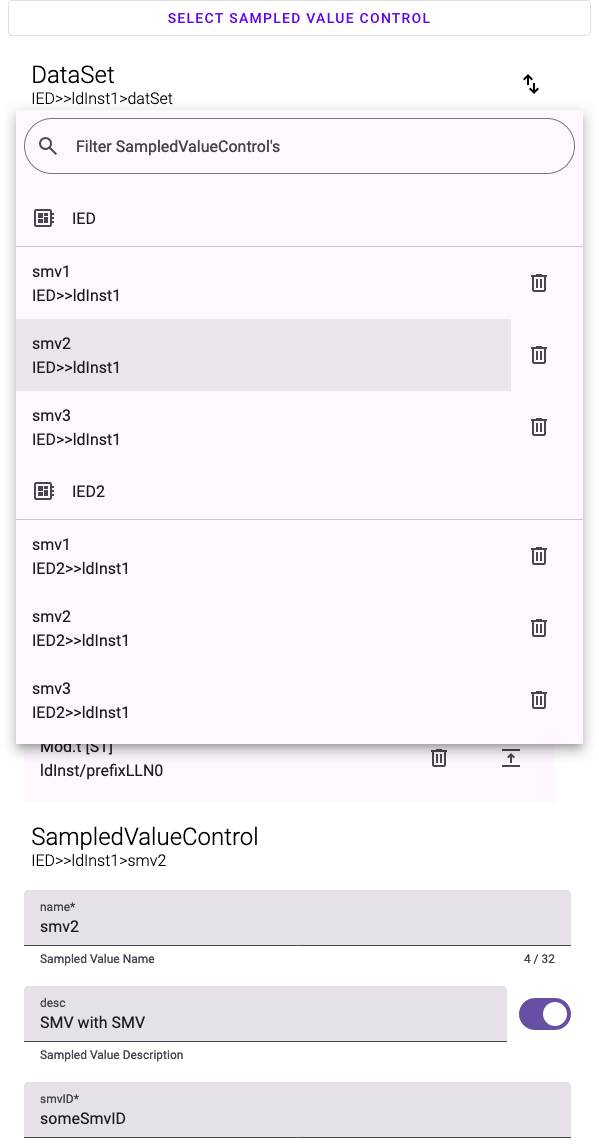 SELECT SAMPLED VALUE CONTROL
DataSet
IED>>ldInst1>datSet
Filter SampledValueControl's
IED
smv1
IED>>ldInst1
smv2
IED>>ldInst1
smv3
IED>>ldInst1
IED2
smv1
IED2>>ldInst1
smv2
IED2>>ldInst1
smv3
IED2>>ldInst1
Mod.t [ST]
ldInst/prefixLLN0
SampledValueControl
IED>>ldInst1>smv2
name*
smv2
Sampled Value Name 4 / 32
desc
SMV with SMV
Sampled Value Description
smvID*
someSmvID